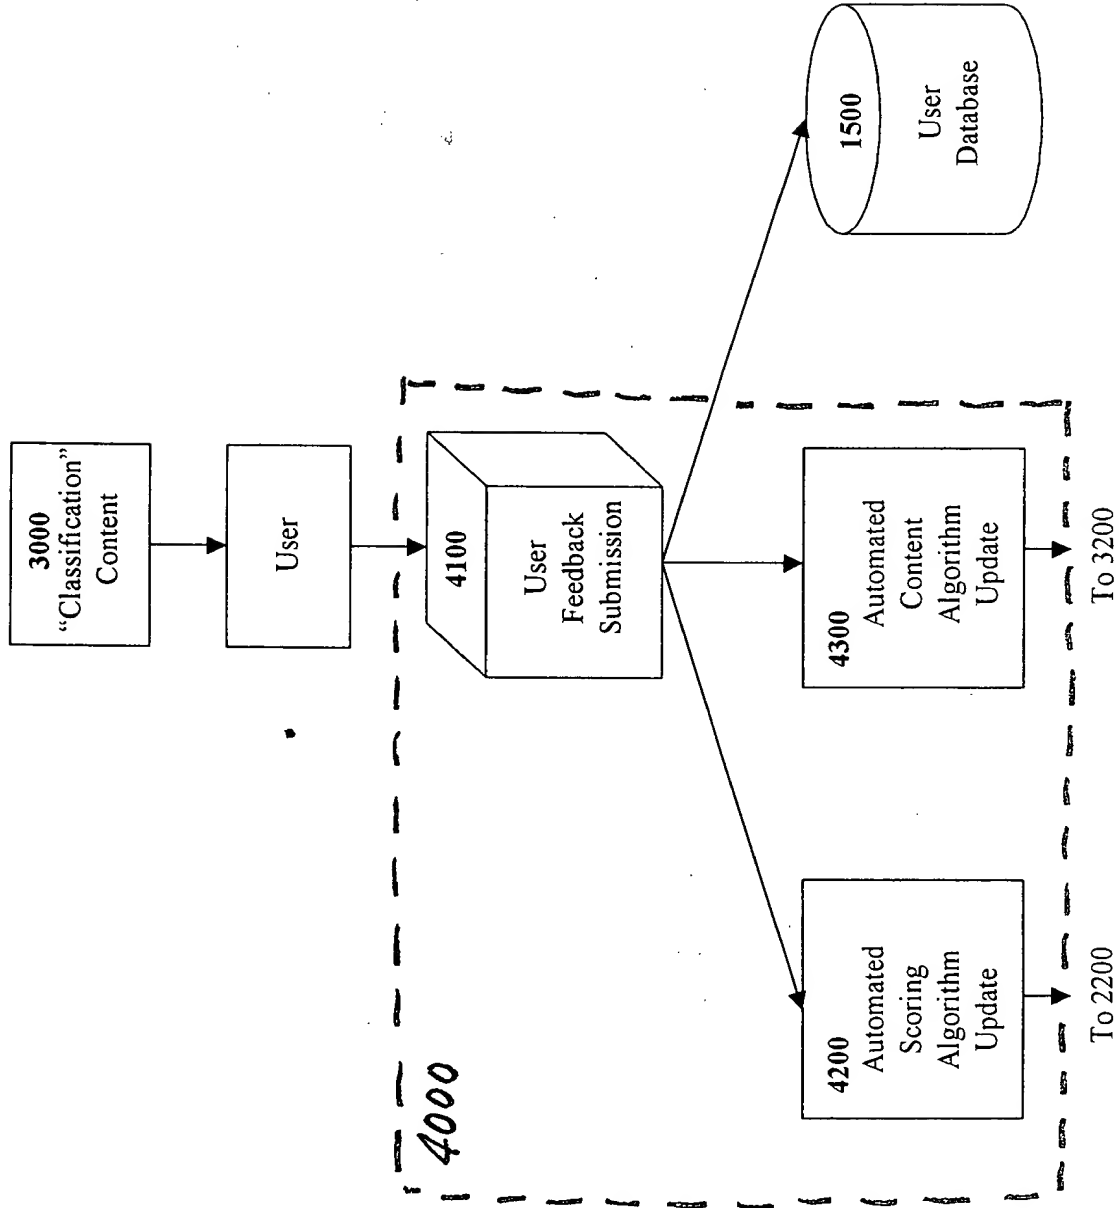 3000
“Classification”
Content
User
4000
4100
User
Feedback
Submission
4200
Automated
Scoring
Algorithm
Update
4300
Automated
Content
Algorithm
Update
1500
User
Database
To 2200
To 3200